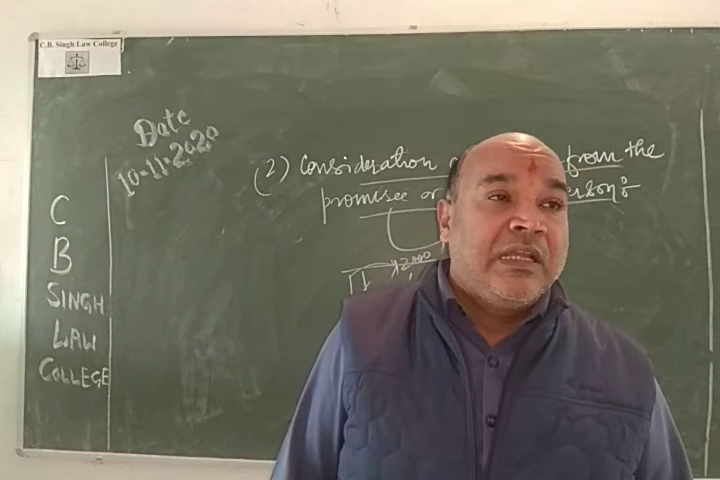 C.B. Singh Law College
Date
10-11-2020
C
B
SINGH
LAW
COLLEGE
(2) Consideration from the
promisee or
2000